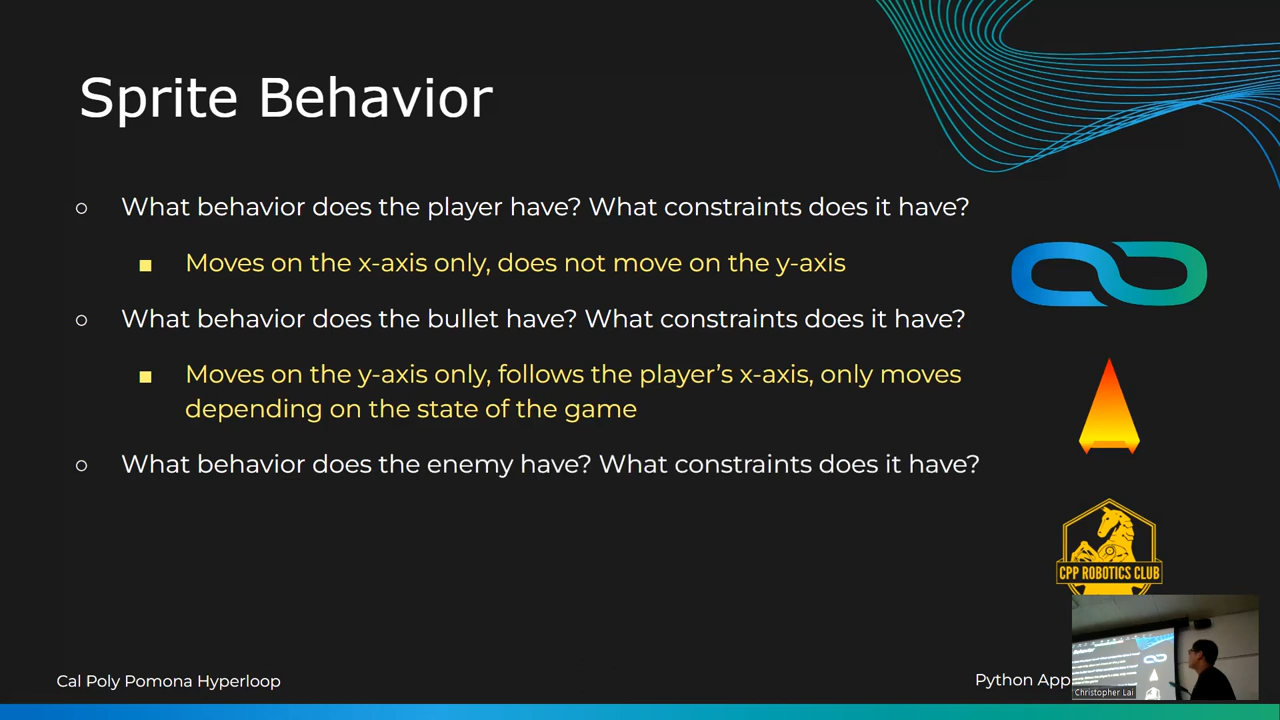 Sprite Behavior
○ What behavior does the player have? What constraints does it have?
■ Moves on the x-axis only, does not move on the y-axis
○ What behavior does the bullet have? What constraints does it have?
■ Moves on the y-axis only, follows the player’s x-axis, only moves
depending on the state of the game
○ What behavior does the enemy have? What constraints does it have?
CPP ROBOTICS CLUB
Cal Poly Pomona Hyperloop
Python App
Christopher Lai